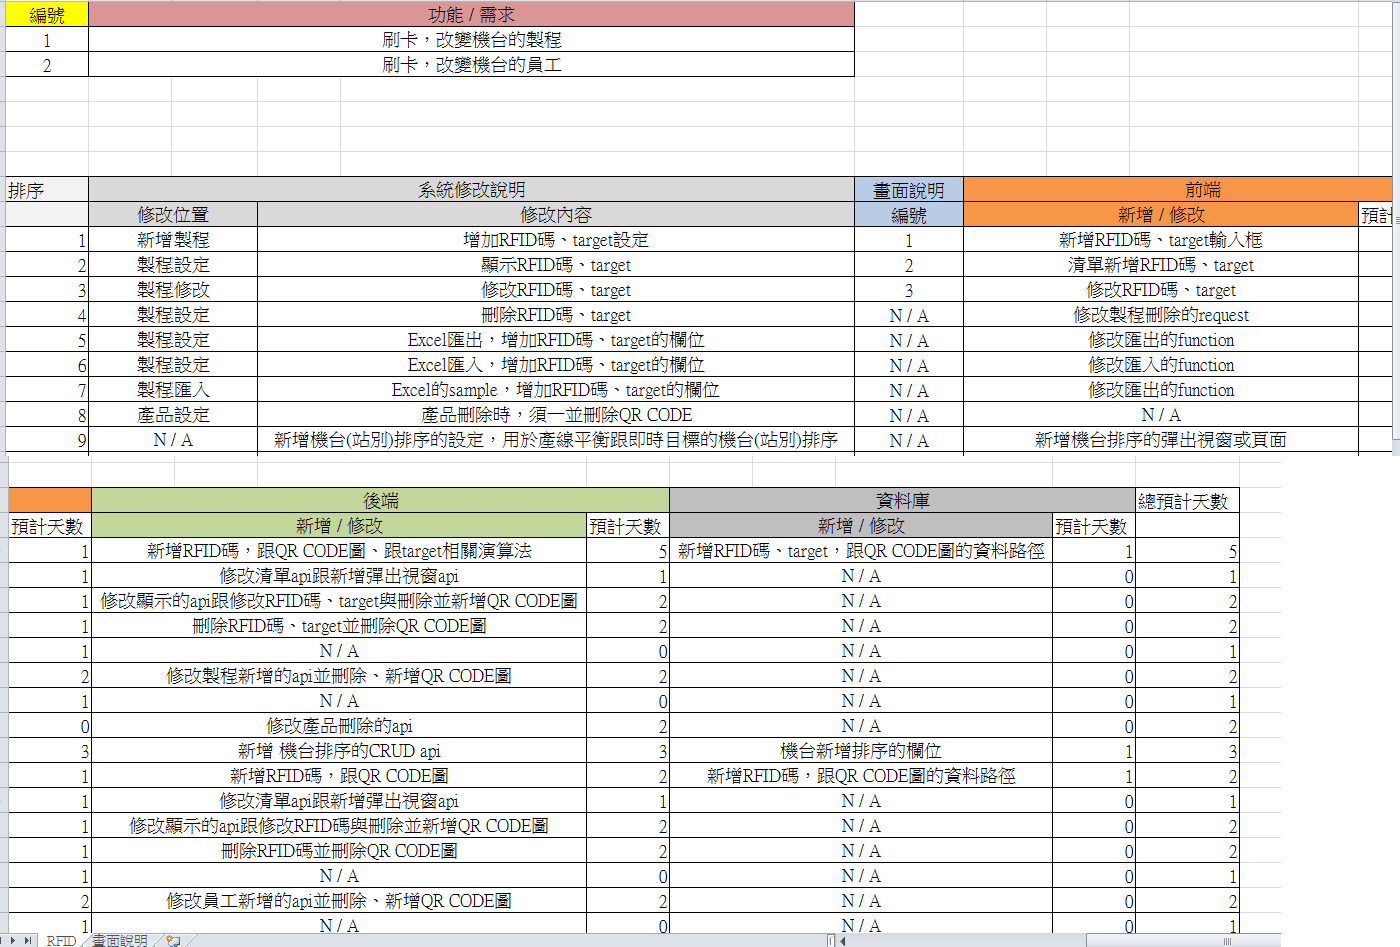 編號 功能 / 需求
1 刷卡，改變機台的製程
2 刷卡，改變機台的員工
排序 系統修改說明 畫面說明 前端
修改位置 修改內容 編號 新增 / 修改 預計
1 新增製程 增加RFID碼、target設定 1 新增RFID碼、target輸入框
2 製程設定 顯示RFID碼、target 2 清單新增RFID碼、target
3 製程修改 修改RFID碼、target 3 修改RFID碼、target
4 製程設定 刪除RFID碼、target N / A 修改製程刪除的request
5 製程設定 Excel匯出，增加RFID碼、target的欄位 N / A 修改匯出的function
6 製程設定 Excel匯入，增加RFID碼、target的欄位 N / A 修改匯入的function
7 製程匯入 Excel的sample，增加RFID碼、target的欄位 N / A 修改匯出的function
8 產品設定 產品刪除時，須一並刪除QR CODE N / A N / A
9 N / A 新增機台(站別)排序的設定，用於產線平衡跟即時目標的機台(站別)排序 N / A 新增機台排序的彈出視窗或頁面
後端 資料庫 總預計天數
預計天數 新增 / 修改 預計天數 新增 / 修改 預計天數
1 新增RFID碼，跟QR CODE圖、跟target相關演算法 5 新增RFID碼、target，跟QR CODE圖的資料路徑 1 5
1 修改清單api跟新增彈出視窗api 1 N / A 0 1
1 修改顯示的api跟修改RFID碼、target與刪除並新增QR CODE圖 2 N / A 0 2
1 刪除RFID碼、target並刪除QR CODE圖 2 N / A 0 2
1 N / A 0 N / A 0 1
2 修改製程新增的api並刪除、新增QR CODE圖 2 N / A 0 2
1 N / A 0 N / A 0 1
0 修改產品刪除的api 2 N / A 0 2
3 新增 機台排序的CRUD api 3 機台新增排序的欄位 1 3
1 新增RFID碼，跟QR CODE圖 2 新增RFID碼，跟QR CODE圖的資料路徑 1 2
1 修改清單api跟新增彈出視窗api 1 N / A 0 1
1 修改顯示的api跟修改RFID碼與刪除並新增QR CODE圖 2 N / A 0 2
1 刪除RFID碼並刪除QR CODE圖 2 N / A 0 2
1 N / A 0 N / A 0 1
2 修改員工新增的api並刪除、新增QR CODE圖 2 N / A 0 2
1 N / A 0 N / A 0 1
RFID 畫面說明